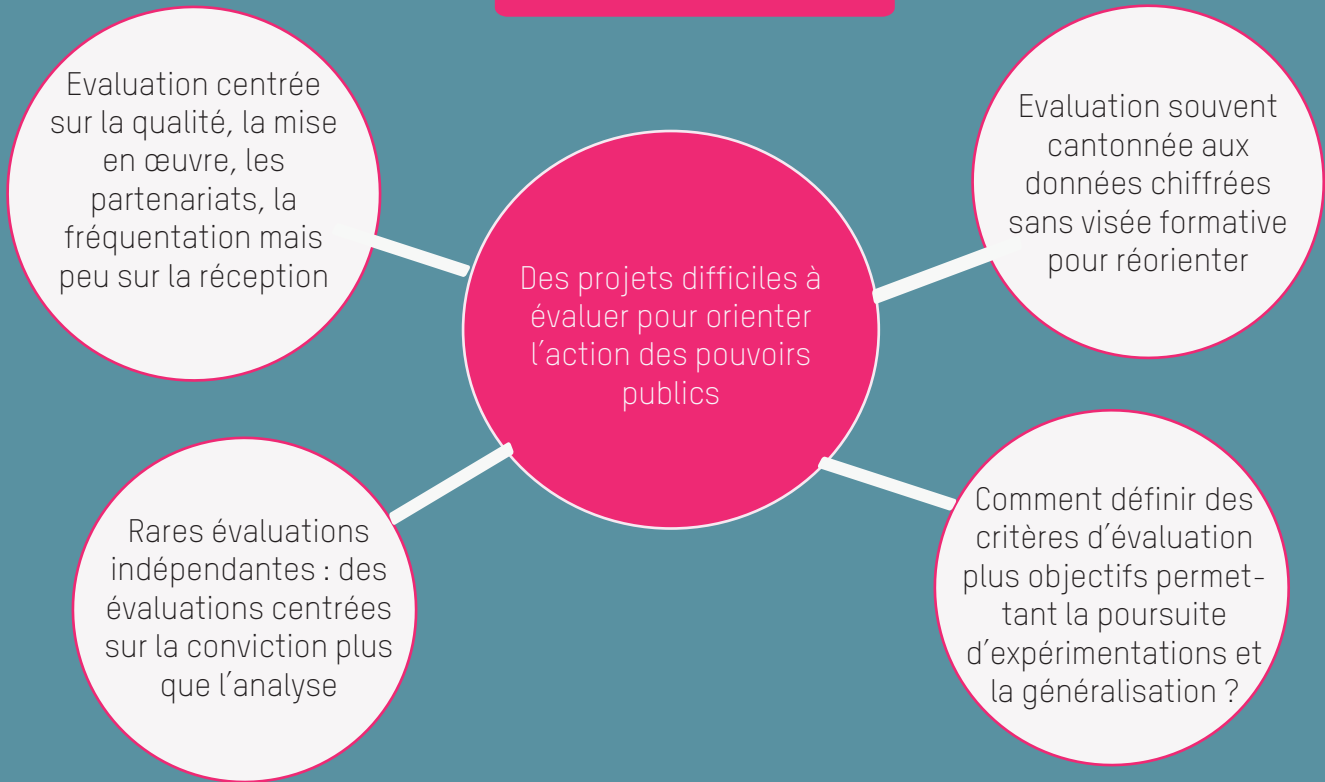 Evaluation centrée
sur la qualité, la mise
en œuvre, les
partenariats, la
fréquentation mais
peu sur la réception
Evaluation souvent
cantonnée aux
données chiffrées
sans visée formative
pour réorienter
Des projets difficiles à
évaluer pour orienter
l'action des pouvoirs
publics
Rares évaluations
indépendantes : des
évaluations centrées
sur la conviction plus
que l'analyse
Comment définir des
critères d'évaluation
plus objectifs permet-
tant la poursuite
d'expérimentations et
la généralisation ?